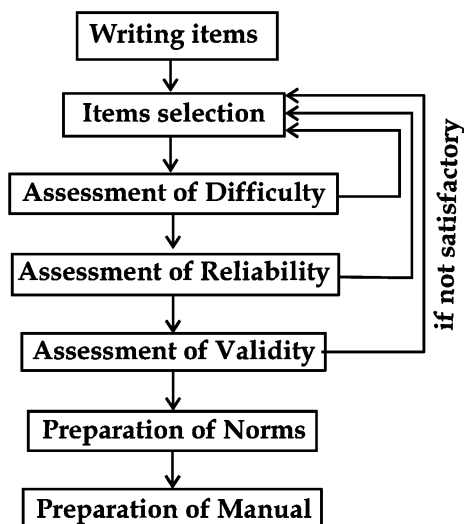 Writing items
Items selection
Assessment of Difficulty
Assessment of Reliability
Assessment of Validity
Preparation of Norms
Preparation of Manual
if not satisfactory